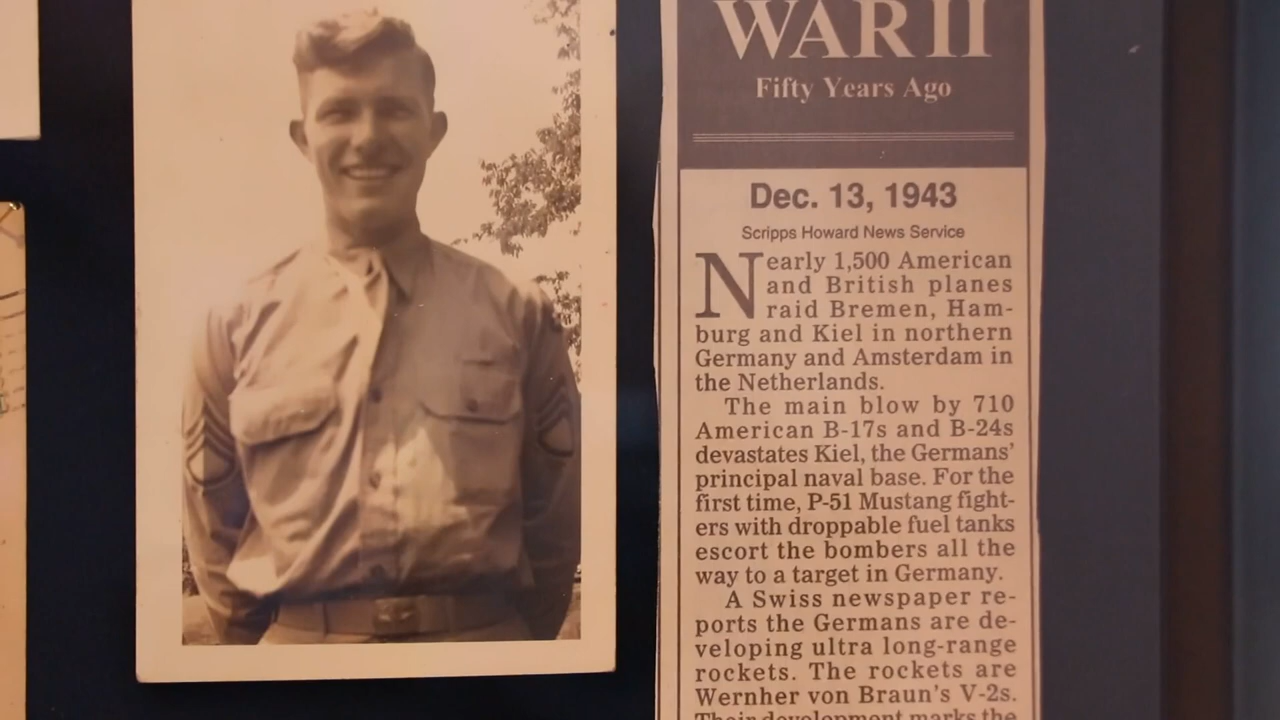 WAR II
Fifty Years Ago
Dec. 13, 1943
Scripps Howard News Service
Nearly 1,500 American
and British planes
raid Bremen, Ham-
burg and Kiel in northern
Germany and Amsterdam in
the Netherlands.
The main blow by 710
American B-17s and B-24s
devastates Kiel, the Germans'
principal naval base. For the
first time, P-51 Mustang fight-
ers with droppable fuel tanks
escort the bombers all the
way to a target in Germany.
A Swiss newspaper re-
ports the Germans are de-
veloping ultra long-range
rockets. The rockets are
Wernher von Braun's V-2s.
Their development marks the